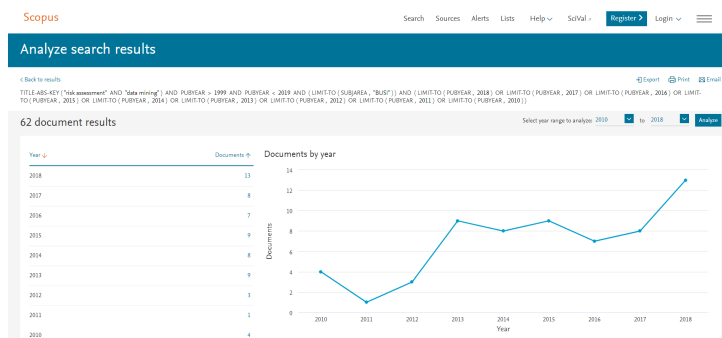 Scopus
Search Sources Alerts Lists Help SciVal Register Login
Analyze search results
< Back to results
Export Print Email
TITLE-ABS-KEY ( "risk assessment" AND "data mining" ) AND PUBYEAR > 1999 AND PUBYEAR < 2019 AND ( LIMIT-TO ( SUBJAREA , "BUSI" ) ) AND ( LIMIT-TO ( PUBYEAR , 2018 ) OR LIMIT-TO ( PUBYEAR , 2017 ) OR LIMIT-TO ( PUBYEAR , 2016 ) OR LIMIT-
TO ( PUBYEAR , 2015 ) OR LIMIT-TO ( PUBYEAR , 2014 ) OR LIMIT-TO ( PUBYEAR , 2013 ) OR LIMIT-TO ( PUBYEAR , 2012 ) OR LIMIT-TO ( PUBYEAR , 2011 ) OR LIMIT-TO ( PUBYEAR , 2010 ) )
62 document results
Select year range to analyze: 2010 to 2018 Analyze
Year Documents
2018 13
2017 8
2016 7
2015 9
2014 8
2013 9
2012 3
2011 1
2010 4
Documents by year
14
12
10
8
6
4
2
0
Documents
2010 2011 2012 2013 2014 2015 2016 2017 2018
Year